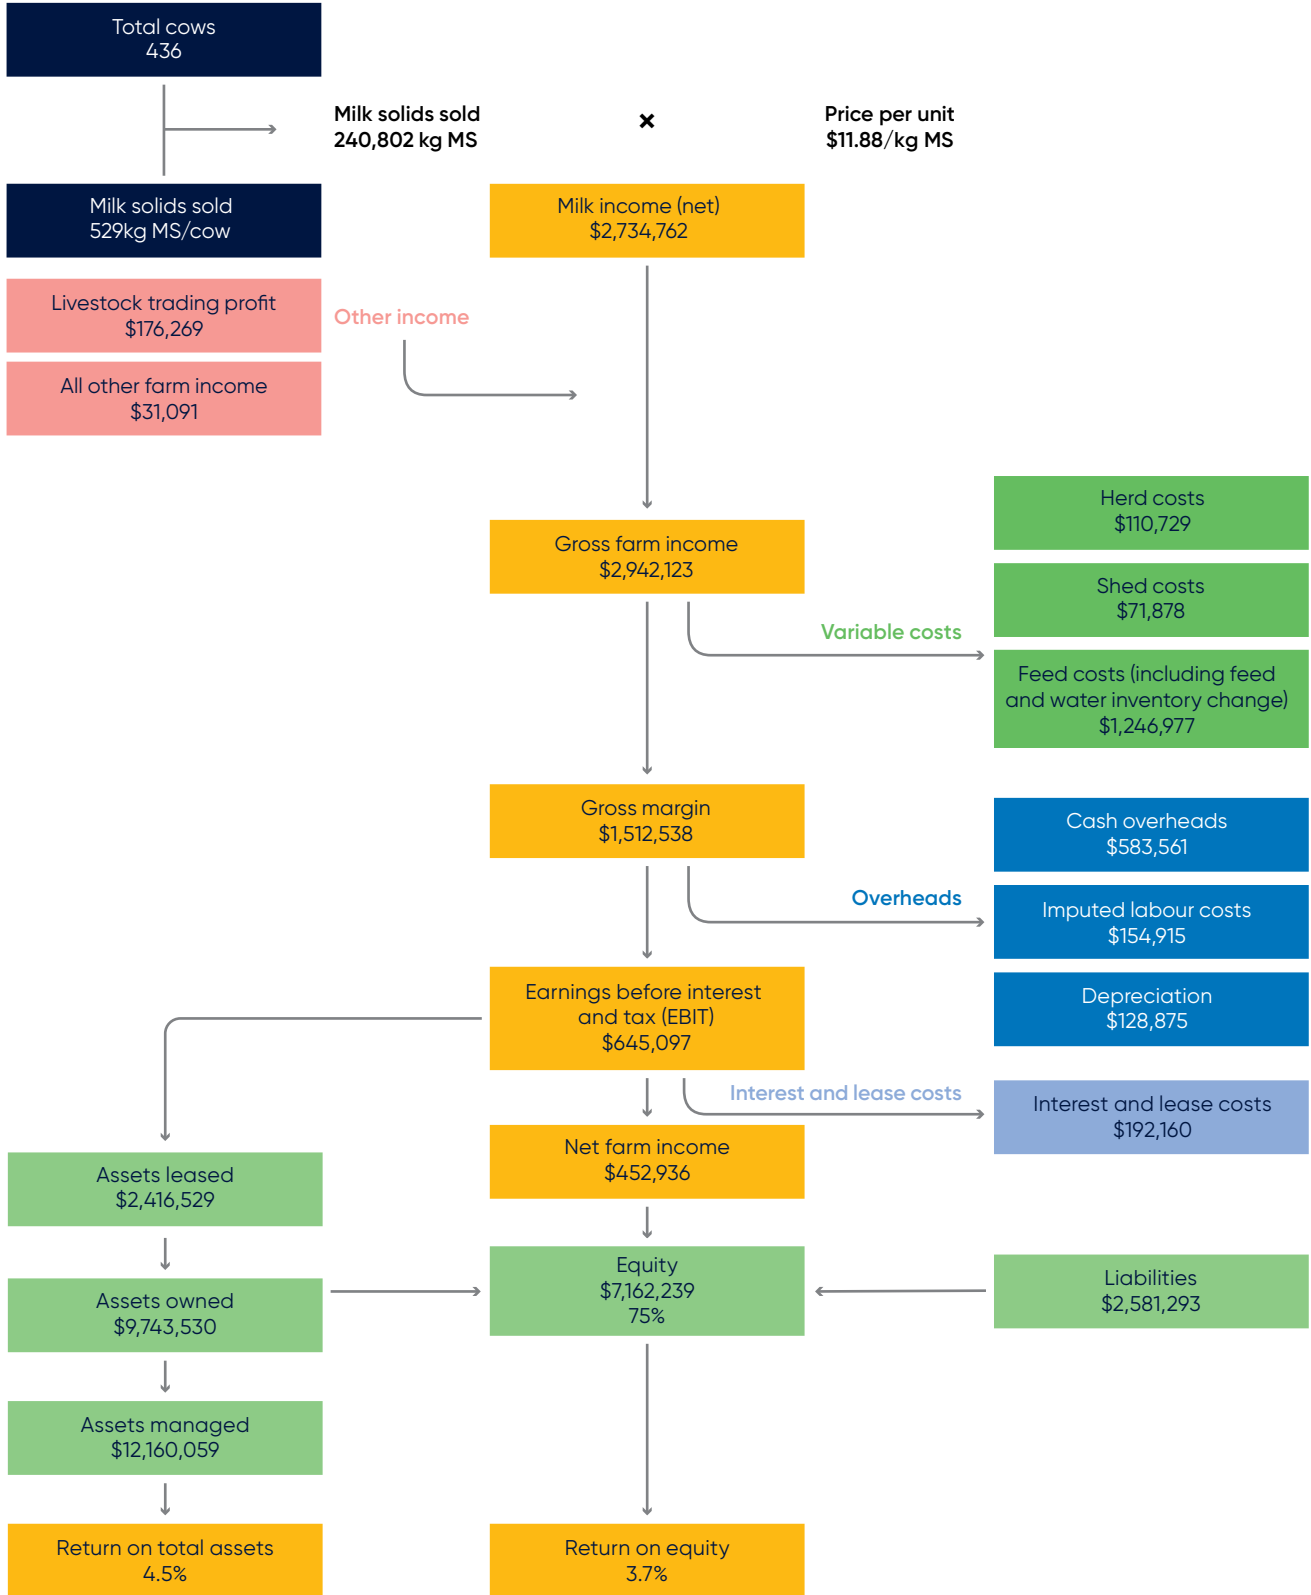 Total cows
436
Milk solids sold
240,802 kg MS
×
Price per unit
$11.88/kg MS
Milk solids sold
529kg MS/cow
Milk income (net)
$2,734,762
Livestock trading profit
$176,269
Other income
All other farm income
$31,091
Gross farm income
$2,942,123
Variable costs
Herd costs
$110,729
Shed costs
$71,878
Feed costs (including feed
and water inventory change)
$1,246,977
Gross margin
$1,512,538
Overheads
Cash overheads
$583,561
Imputed labour costs
$154,915
Depreciation
$128,875
Earnings before interest
and tax (EBIT)
$645,097
Interest and lease costs
Interest and lease costs
$192,160
Net farm income
$452,936
Assets leased
$2,416,529
Assets owned
$9,743,530
Equity
$7,162,239
75%
Liabilities
$2,581,293
Assets managed
$12,160,059
Return on total assets
4.5%
Return on equity
3.7%